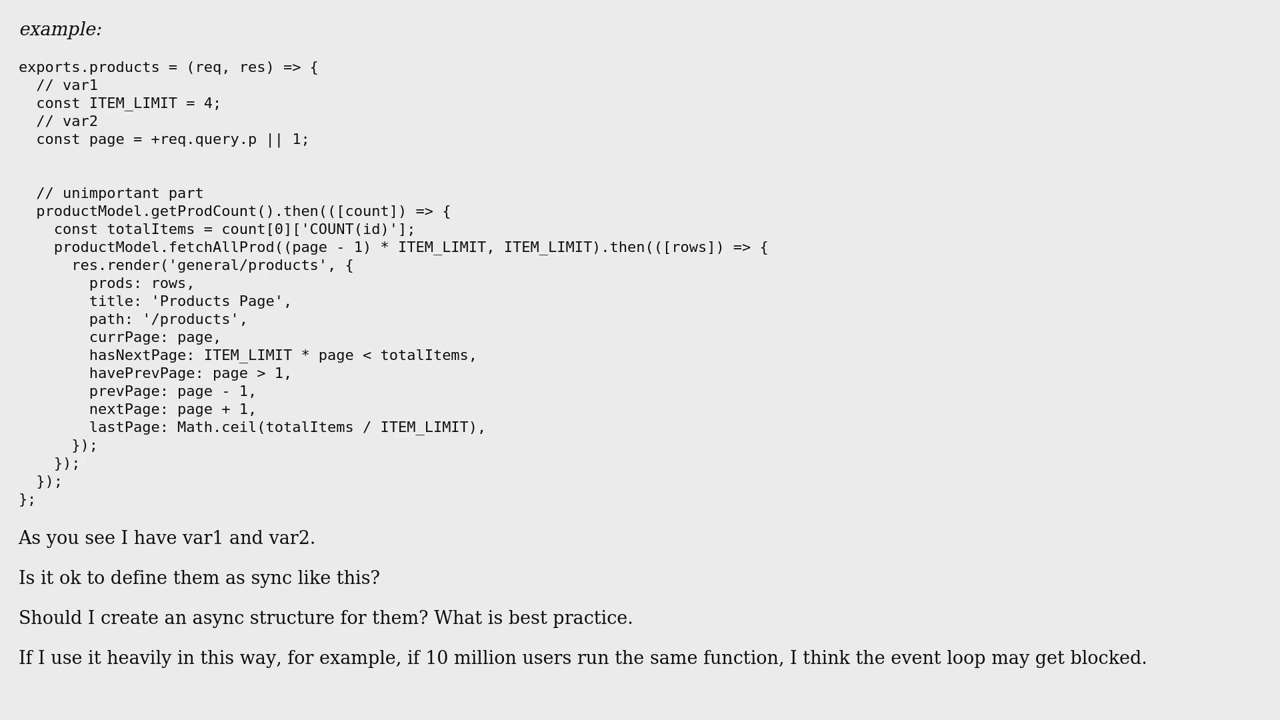 example:
exports.products = (req, res) => {
  // var1
  const ITEM_LIMIT = 4;
  // var2
  const page = +req.query.p || 1;
  // unimportant part
  productModel.getProdCount().then(([count]) => {
    const totalItems = count[0]['COUNT(id)'];
    productModel.fetchAllProd((page - 1) * ITEM_LIMIT, ITEM_LIMIT).then(([rows]) => {
      res.render('general/products', {
        prods: rows,
        title: 'Products Page',
        path: '/products',
        currPage: page,
        hasNextPage: ITEM_LIMIT * page < totalItems,
        havePrevPage: page > 1,
        prevPage: page - 1,
        nextPage: page + 1,
        lastPage: Math.ceil(totalItems / ITEM_LIMIT),
      });
    });
  });
};
As you see I have var1 and var2.
Is it ok to define them as sync like this?
Should I create an async structure for them? What is best practice.
If I use it heavily in this way, for example, if 10 million users run the same function, I think the event loop may get blocked.